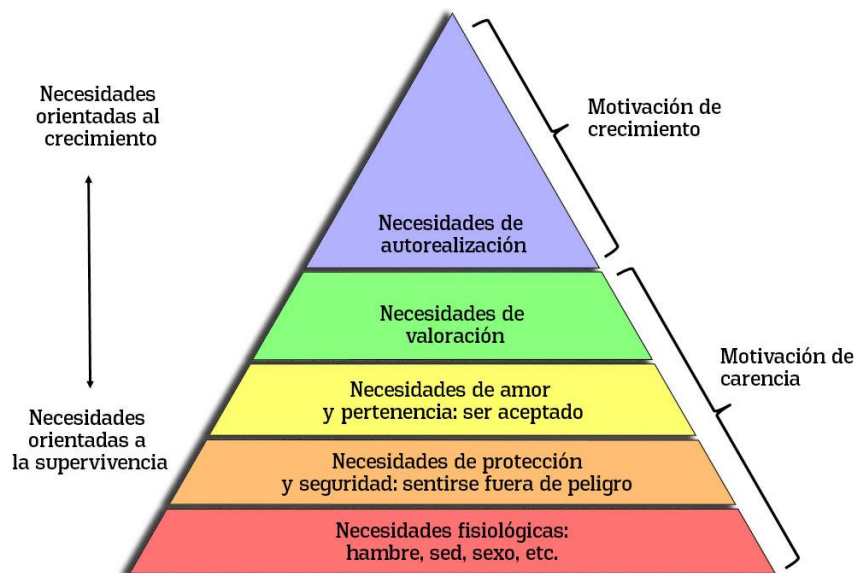 Necesidades
orientadas al
crecimiento
Motivación de
crecimiento
Necesidades de
autorealización
Necesidades de
valoración
Motivación de
carencia
Necesidades de amor
y pertenencia: ser aceptado
Necesidades
orientadas a
la supervivencia
Necesidades de protección
y seguridad: sentirse fuera de peligro
Necesidades fisiológicas:
hambre, sed, sexo, etc.